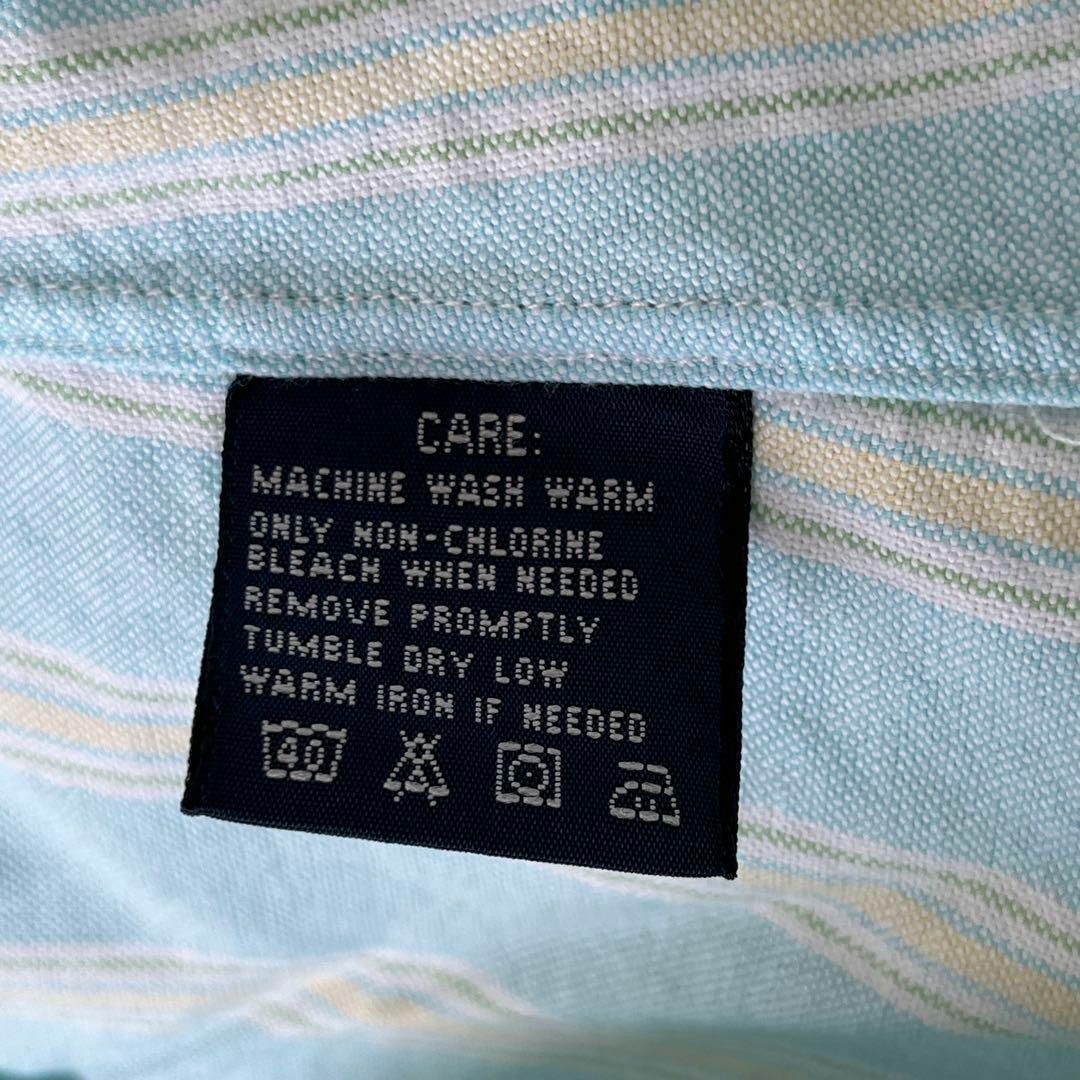 CARE:
MACHINE WASH WARM
ONLY NON-CHLORINE
BLEACH WHEN NEEDED
REMOVE PROMPTLY
TUMBLE DRY LOW
WARM IRON IF NEEDED
40